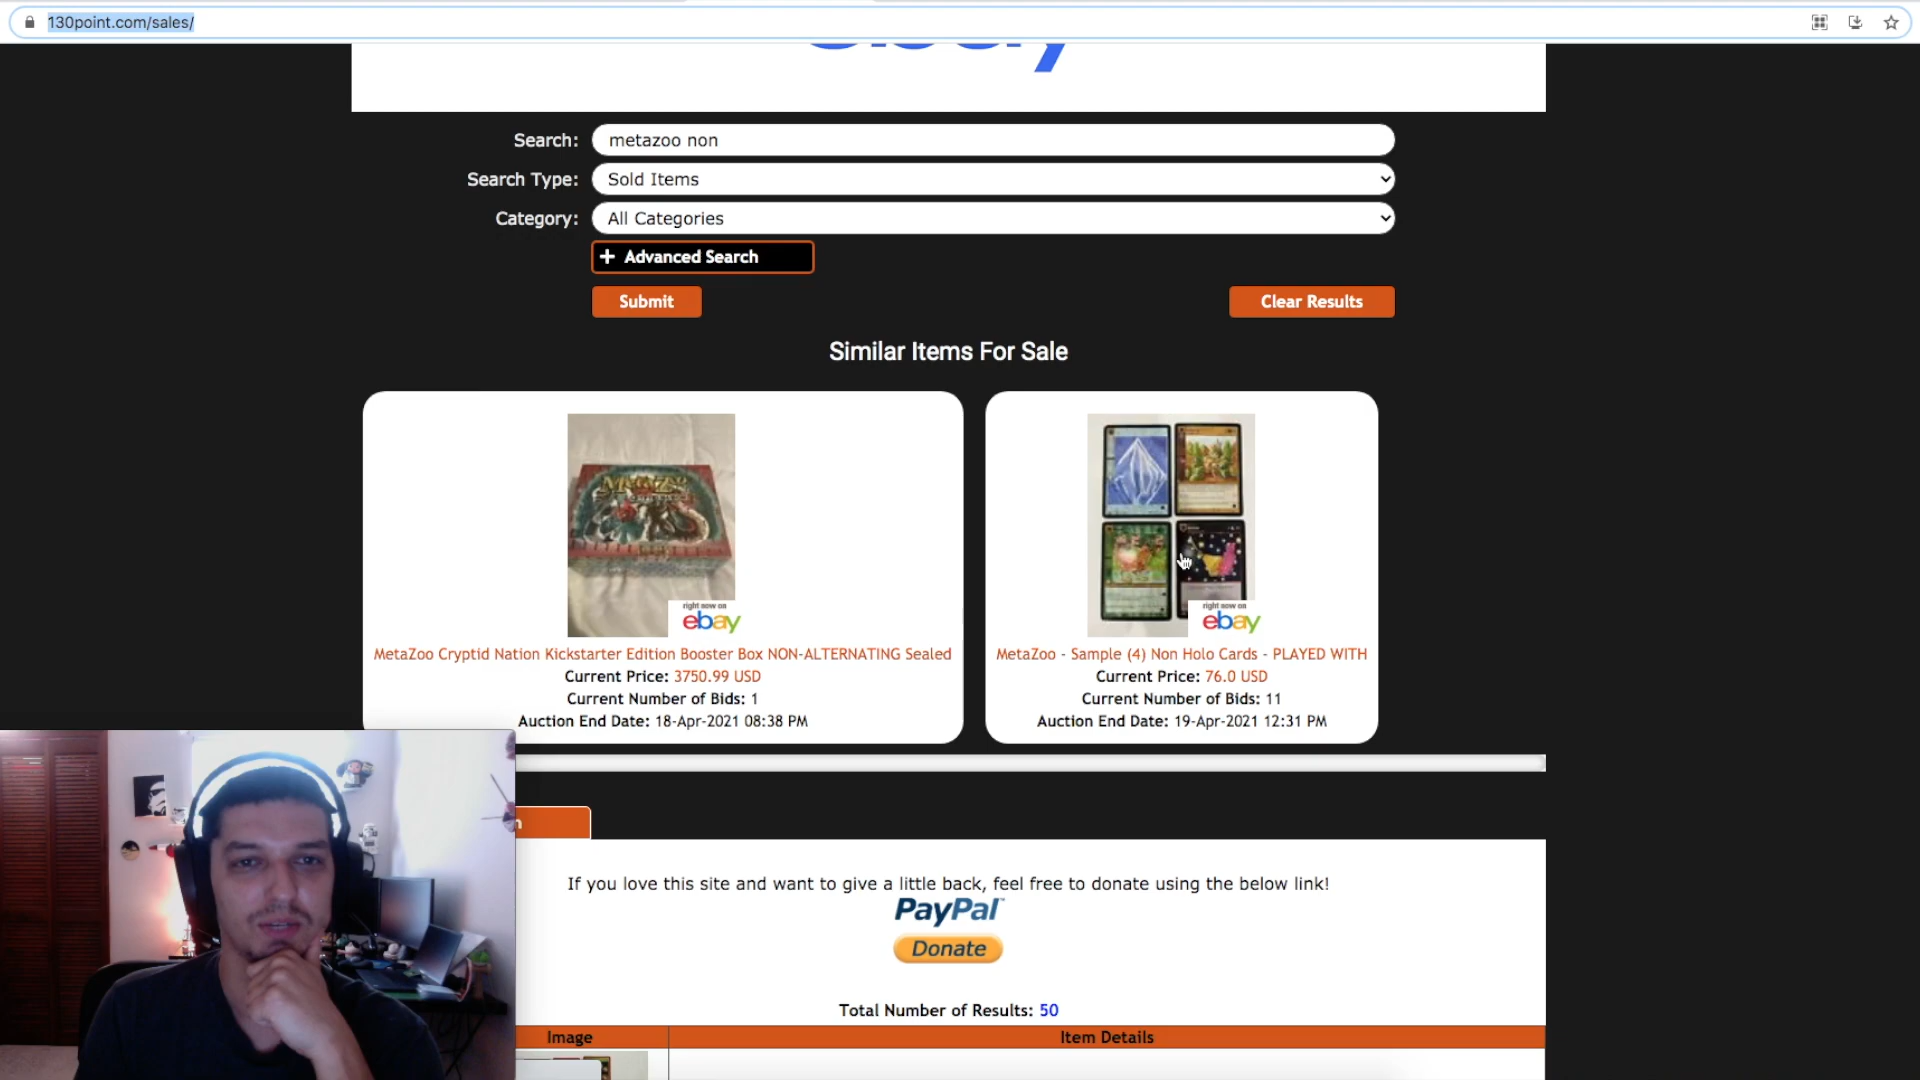 130point.com/sales/
Search: metazoo non
Search Type: Sold Items
Category: All Categories
+ Advanced Search
Submit
Clear Results
Similar Items For Sale
METAZOO
right now on
ebay
MetaZoo Cryptid Nation Kickstarter Edition Booster Box NON-ALTERNATING Sealed
Current Price: 3750.99 USD
Current Number of Bids: 1
Auction End Date: 18-Apr-2021 08:38 PM
right now on
ebay
MetaZoo - Sample (4) Non Holo Cards - PLAYED WITH
Current Price: 76.0 USD
Current Number of Bids: 11
Auction End Date: 19-Apr-2021 12:31 PM
If you love this site and want to give a little back, feel free to donate using the below link!
PayPal
Donate
Total Number of Results: 50
Image
Item Details